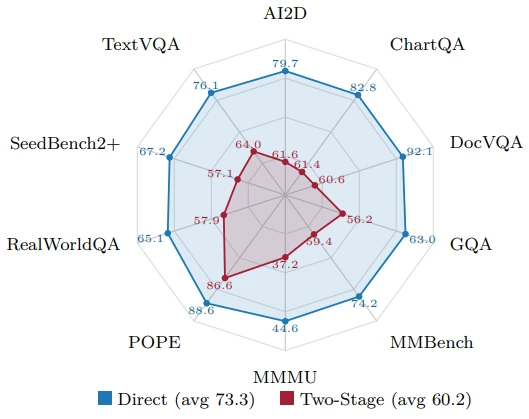 AI2D
TextVQA
ChartQA
79.7
76.1
82.8
SeedBench2+
DocVQA
67.2
64.0
61.6
61.4
92.1
57.1
60.6
RealWorldQA
57.9
56.2
GQA
65.1
59.4
63.0
37.2
86.6
88.6
74.2
44.6
POPE
MMBench
MMMU
Direct (avg 73.3)
Two-Stage (avg 60.2)